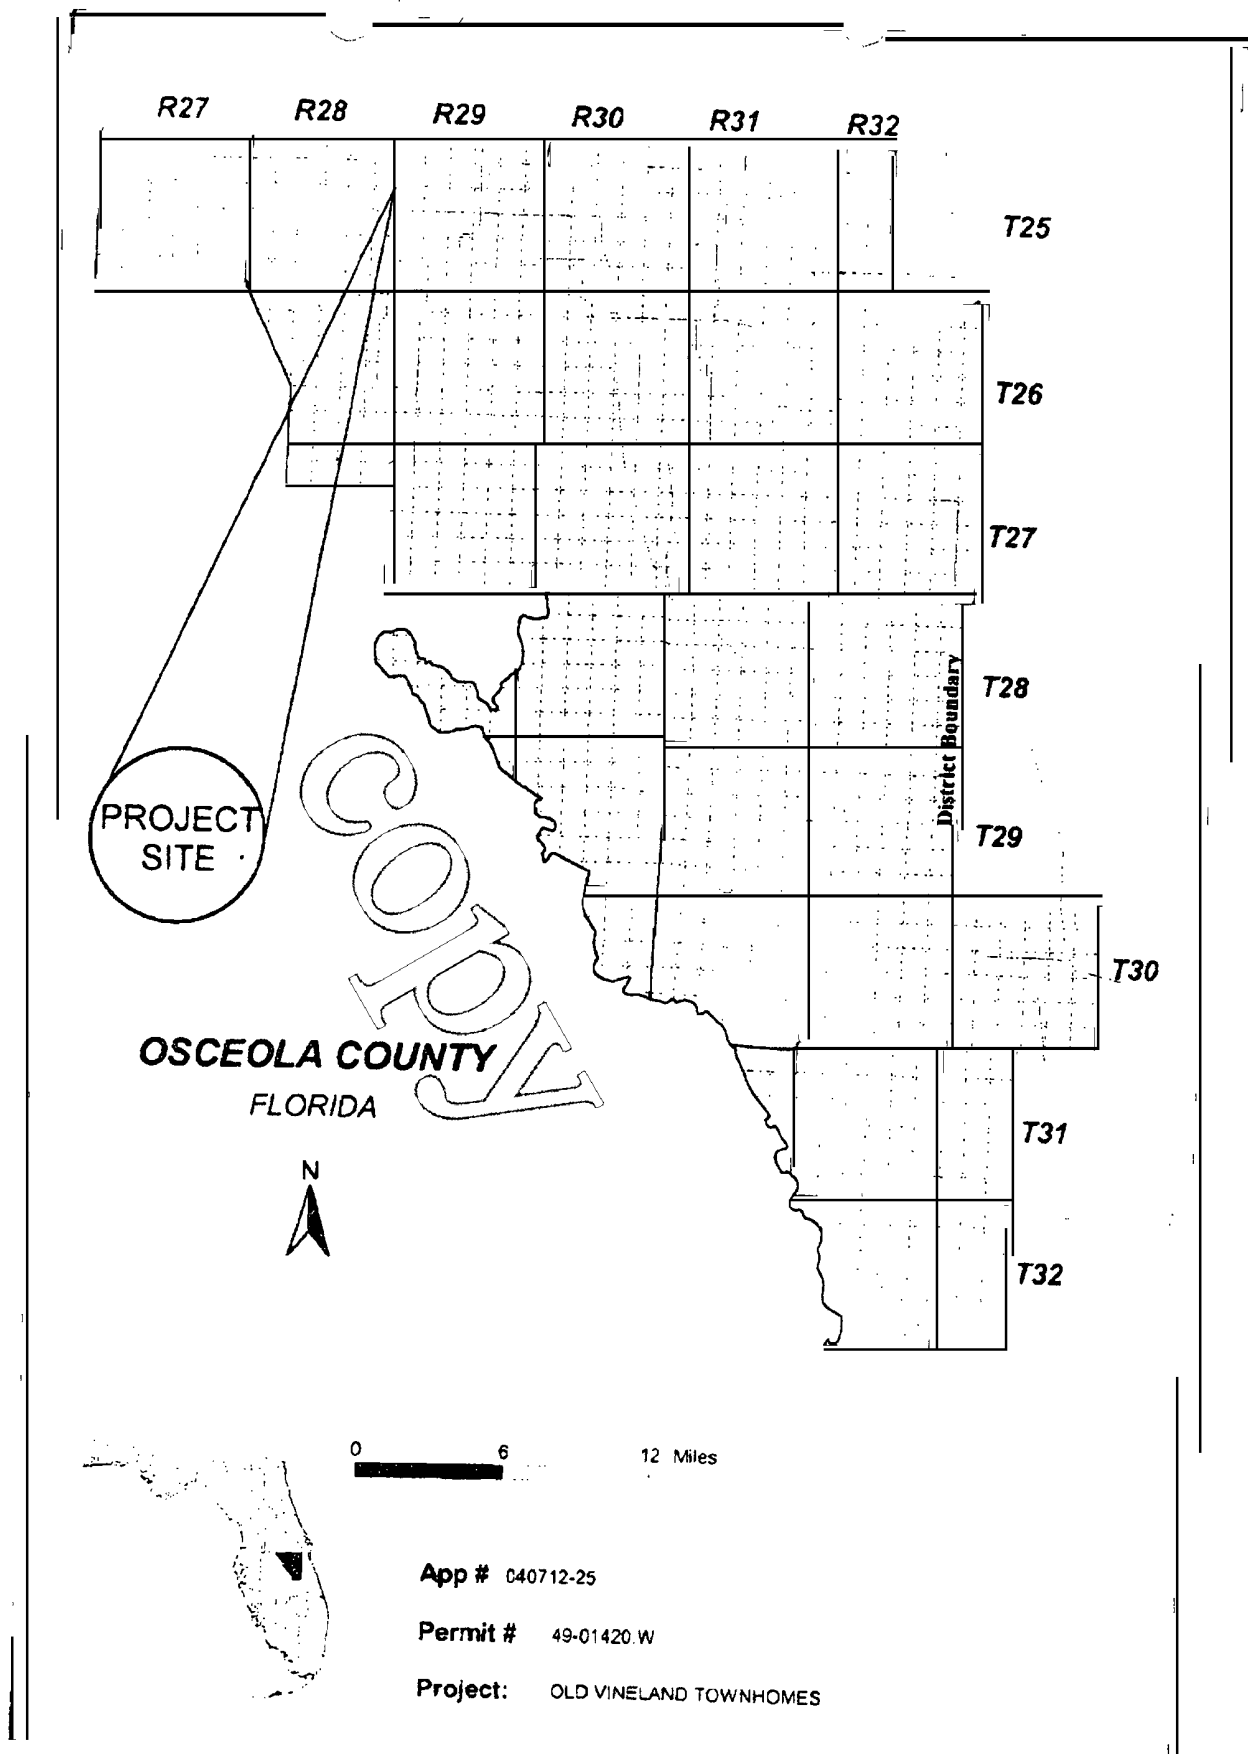 R27 R28 R29 R30 R31 R32
T25
T26
T27
T28
District Boundary
T29
PROJECT
SITE
Copy
T30
OSCEOLA COUNTY
FLORIDA
T31
N
T32
0 6 12 Miles
App # 040712-25
Permit # 49-01420.W
Project: OLD VINELAND TOWNHOMES